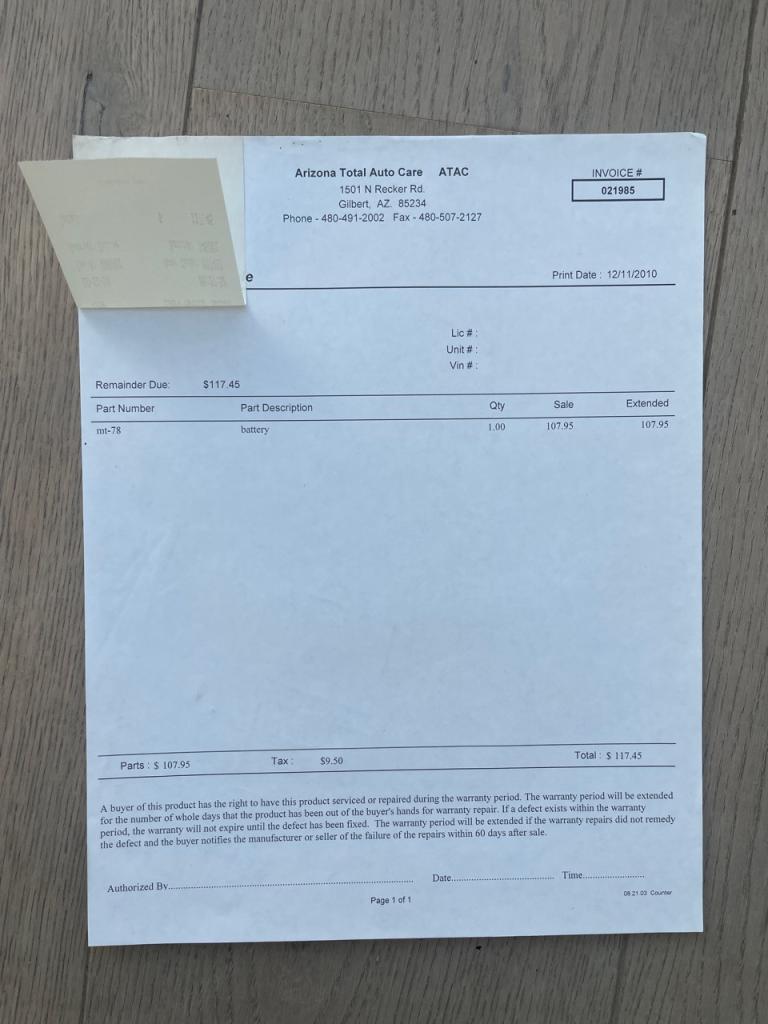 Arizona Total Auto Care ATAC
1501 N Recker Rd.
Gilbert, AZ. 85234
Phone - 480-491-2002 Fax - 480-507-2127
INVOICE #
021985
e
Print Date : 12/11/2010
Lic # :
Unit # :
Vin # :
Remainder Due: $117.45
Part Number Part Description Qty Sale Extended
mt-78 battery 1.00 107.95 107.95
Parts : $ 107.95 Tax : $9.50 Total : $ 117.45
A buyer of this product has the right to have this product serviced or repaired during the warranty period. The warranty period will be extended
for the number of whole days that the product has been out of the buyer's hands for warranty repair. If a defect exists within the warranty
period, the warranty will not expire until the defect has been fixed. The warranty period will be extended if the warranty repairs did not remedy
the defect and the buyer notifies the manufacturer or seller of the failure of the repairs within 60 days after sale.
Authorized By.......... Date.......... Time..........
Page 1 of 1
08 21 03 Counter